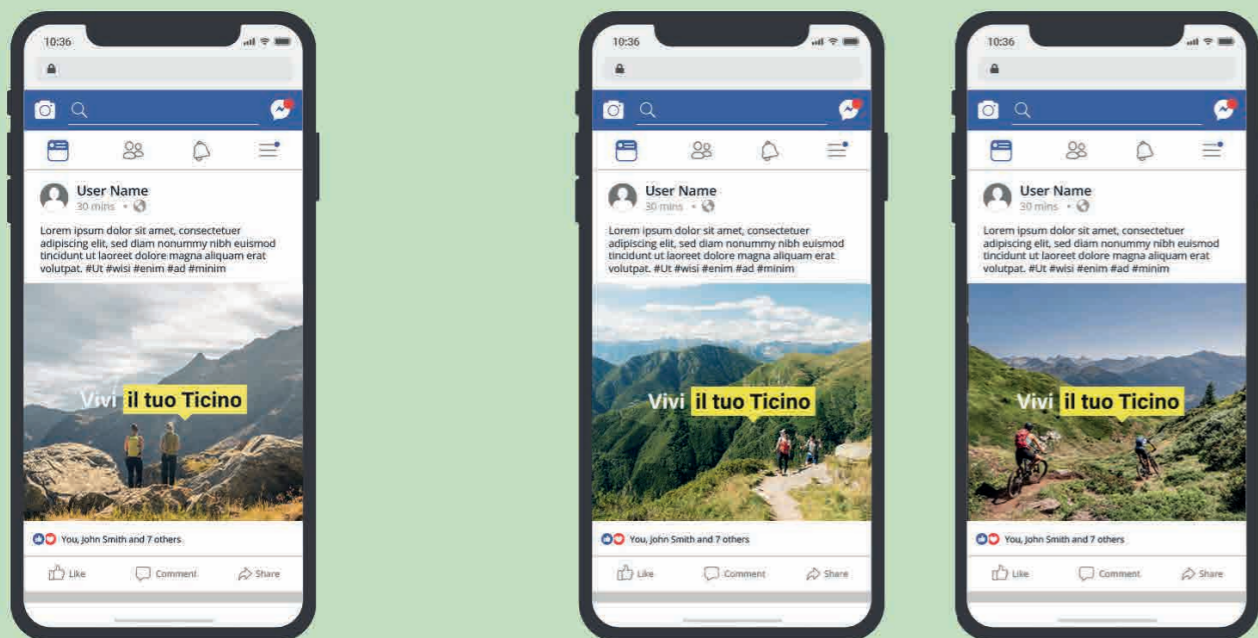 10:36
User Name
30 mins
Lorem ipsum dolor sit amet, consectetuer
adipiscing elit, sed diam nonummy nibh euismod
tincidunt ut laoreet dolore magna aliquam erat
volutpat. #Ut #wisi #enim #ad #minim
Vivi il tuo Ticino
You, John Smith and 7 others
Like Comment Share
10:36
User Name
30 mins
Lorem ipsum dolor sit amet, consectetuer
adipiscing elit, sed diam nonummy nibh euismod
tincidunt ut laoreet dolore magna aliquam erat
volutpat. #Ut #wisi #enim #ad #minim
Vivi il tuo Ticino
You, John Smith and 7 others
Like Comment Share
10:36
User Name
30 mins
Lorem ipsum dolor sit amet, consectetuer
adipiscing elit, sed diam nonummy nibh euismod
tincidunt ut laoreet dolore magna aliquam erat
volutpat. #Ut #wisi #enim #ad #minim
Vivi il tuo Ticino
You, John Smith and 7 others
Like Comment Share